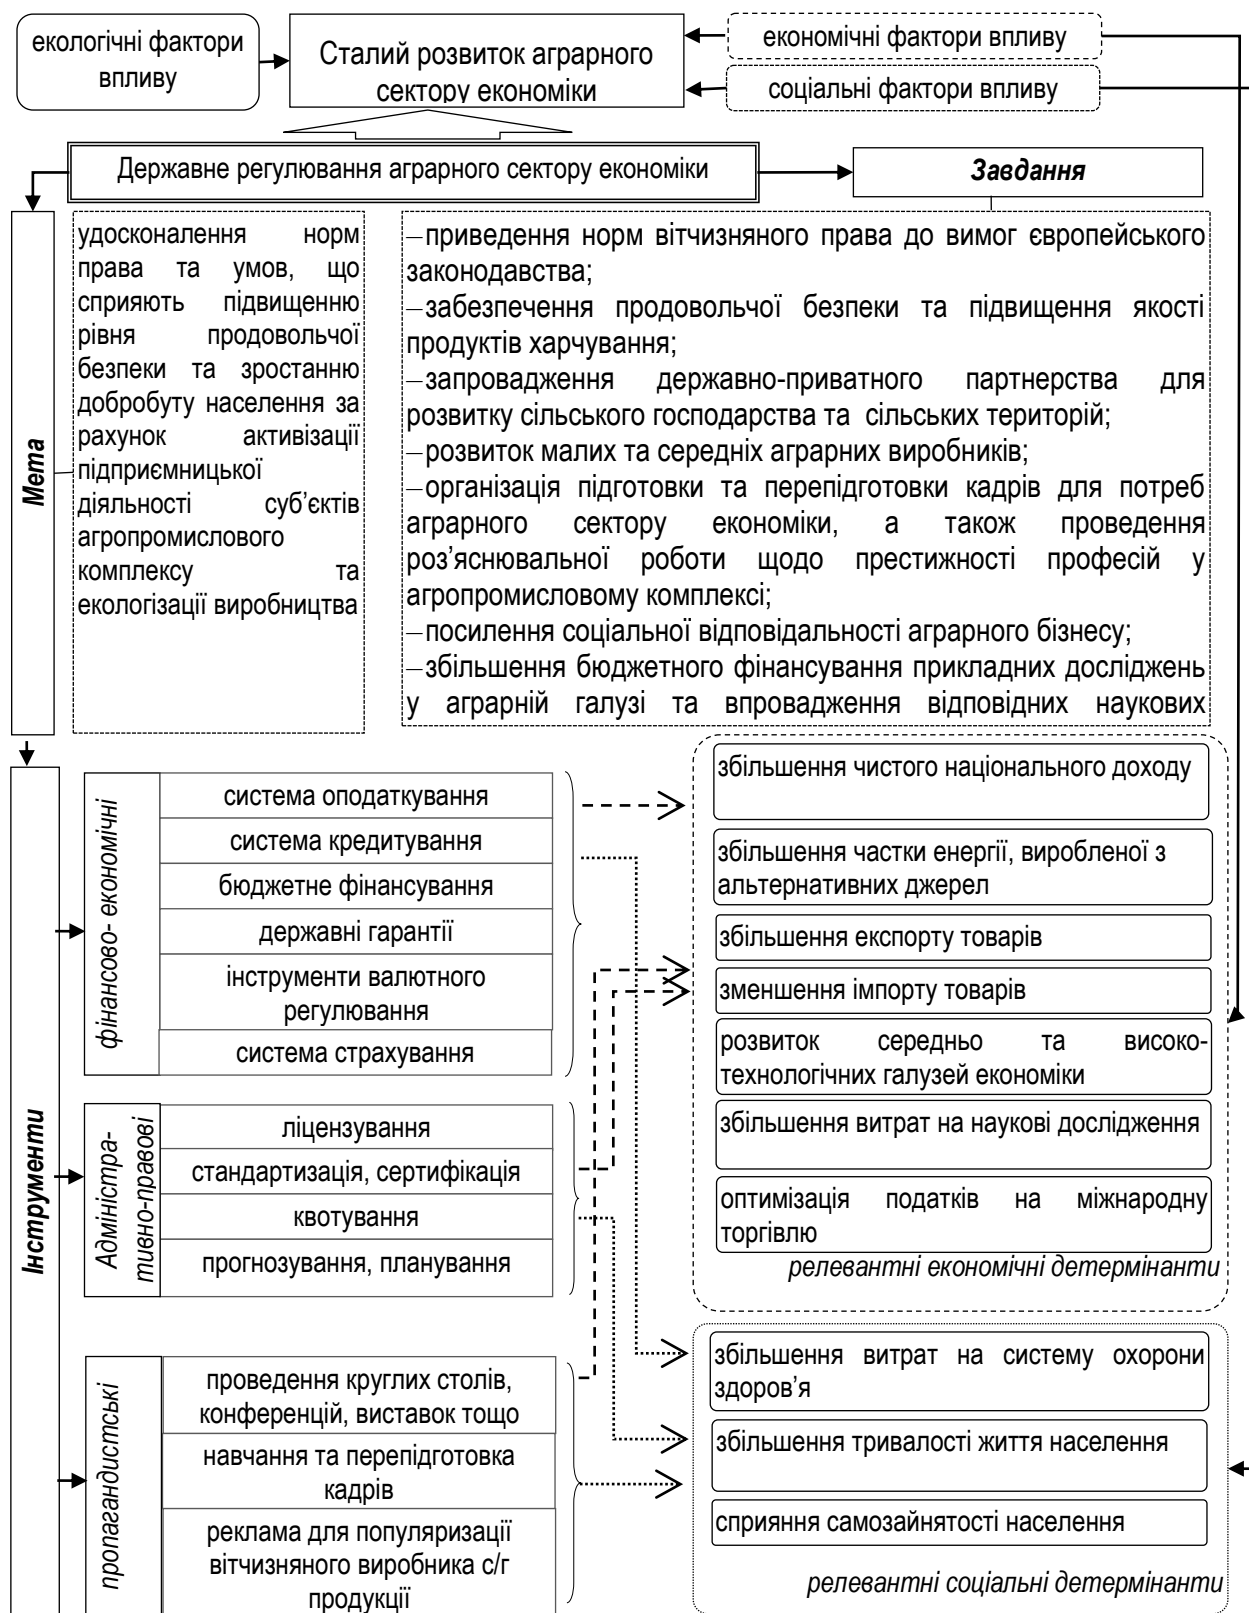 екологічні фактори
впливу
Сталий розвиток аграрного
сектору економіки
економічні фактори впливу
соціальні фактори впливу
Державне регулювання аграрного сектору економіки
Завдання
Мета
удосконалення норм
права та умов, що
сприяють підвищенню
рівня продовольчої
безпеки та зростанню
добробуту населення за
рахунок активізації
підприємницької
діяльності суб’єктів
агропромислового
комплексу та
екологізації виробництва
–приведення норм вітчизняного права до вимог європейського
законодавства;
–забезпечення продовольчої безпеки та підвищення якості
продуктів харчування;
–запровадження державно-приватного партнерства для
розвитку сільського господарства та сільських територій;
–розвиток малих та середніх аграрних виробників;
–організація підготовки та перепідготовки кадрів для потреб
аграрного сектору економіки, а також проведення
роз’яснювальної роботи щодо престижності професій у
агропромисловому комплексі;
–посилення соціальної відповідальності аграрного бізнесу;
–збільшення бюджетного фінансування прикладних досліджень
у аграрній галузі та впровадження відповідних наукових
Інструменти
фінансово- економічні
система оподаткування
система кредитування
бюджетне фінансування
державні гарантії
інструменти валютного
регулювання
система страхування
Адміністра-
тивно-правові
ліцензування
стандартизація, сертифікація
квотування
прогнозування, планування
пропагандистські
проведення круглих столів,
конференцій, виставок тощо
навчання та перепідготовка
кадрів
реклама для популяризації
вітчизняного виробника с/г
продукції
збільшення чистого національного доходу
збільшення частки енергії, виробленої з
альтернативних джерел
збільшення експорту товарів
зменшення імпорту товарів
розвиток середньо та високо-
технологічних галузей економіки
збільшення витрат на наукові дослідження
оптимізація податків на міжнародну
торгівлю
релевантні економічні детермінанти
збільшення витрат на систему охорони
здоров’я
збільшення тривалості життя населення
сприяння самозайнятості населення
релевантні соціальні детермінанти